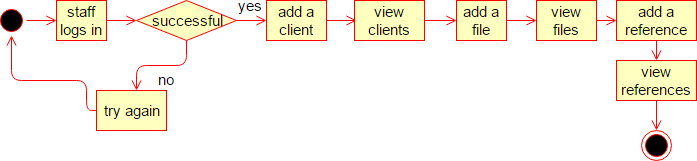 staff
logs in
successful
yes
add a
client
view
clients
add a
file
view
files
add a
reference
no
try again
view
references